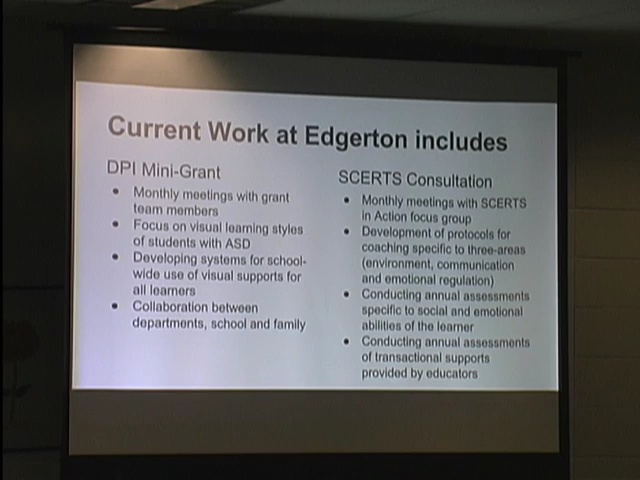 Current Work at Edgerton includes
DPI Mini-Grant
• Monthly meetings with grant
team members
• Focus on visual learning styles
of students with ASD
• Developing systems for school-
wide use of visual supports for
all learners
• Collaboration between
departments, school and family
SCERTS Consultation
• Monthly meetings with SCERTS
in Action focus group
• Development of protocols for
coaching specific to three-areas
(environment, communication
and emotional regulation)
• Conducting annual assessments
specific to social and emotional
abilities of the learner
• Conducting annual assessments
of transactional supports
provided by educators